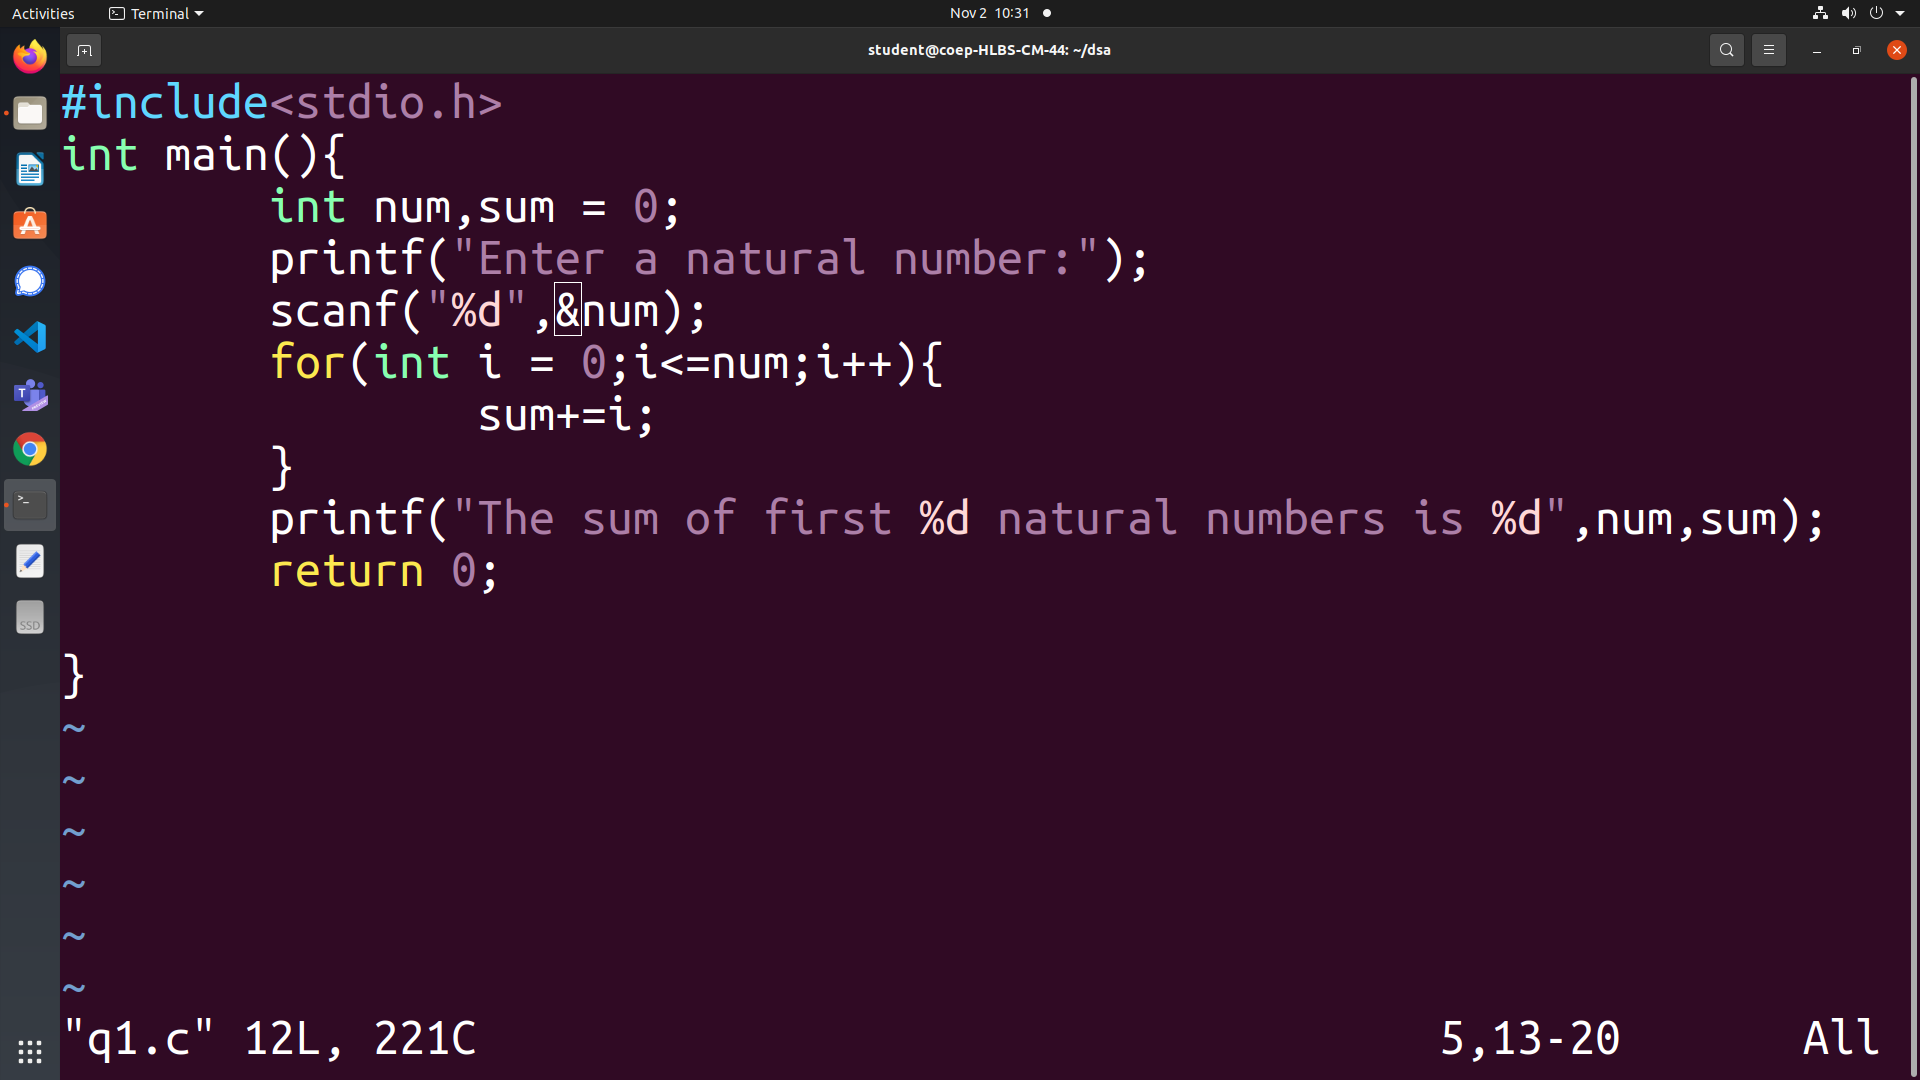 Activities Terminal Nov 2 10:31
student@coep-HLBS-CM-44: ~/dsa
#include<stdio.h>
int main(){
        int num,sum = 0;
        printf("Enter a natural number:");
        scanf("%d",&num);
        for(int i = 0;i<=num;i++){
                sum+=i;
        }
        printf("The sum of first %d natural numbers is %d",num,sum);
        return 0;

}
~
~
~
~
~
~
"q1.c" 12L, 221C 5,13-20 All
SSD